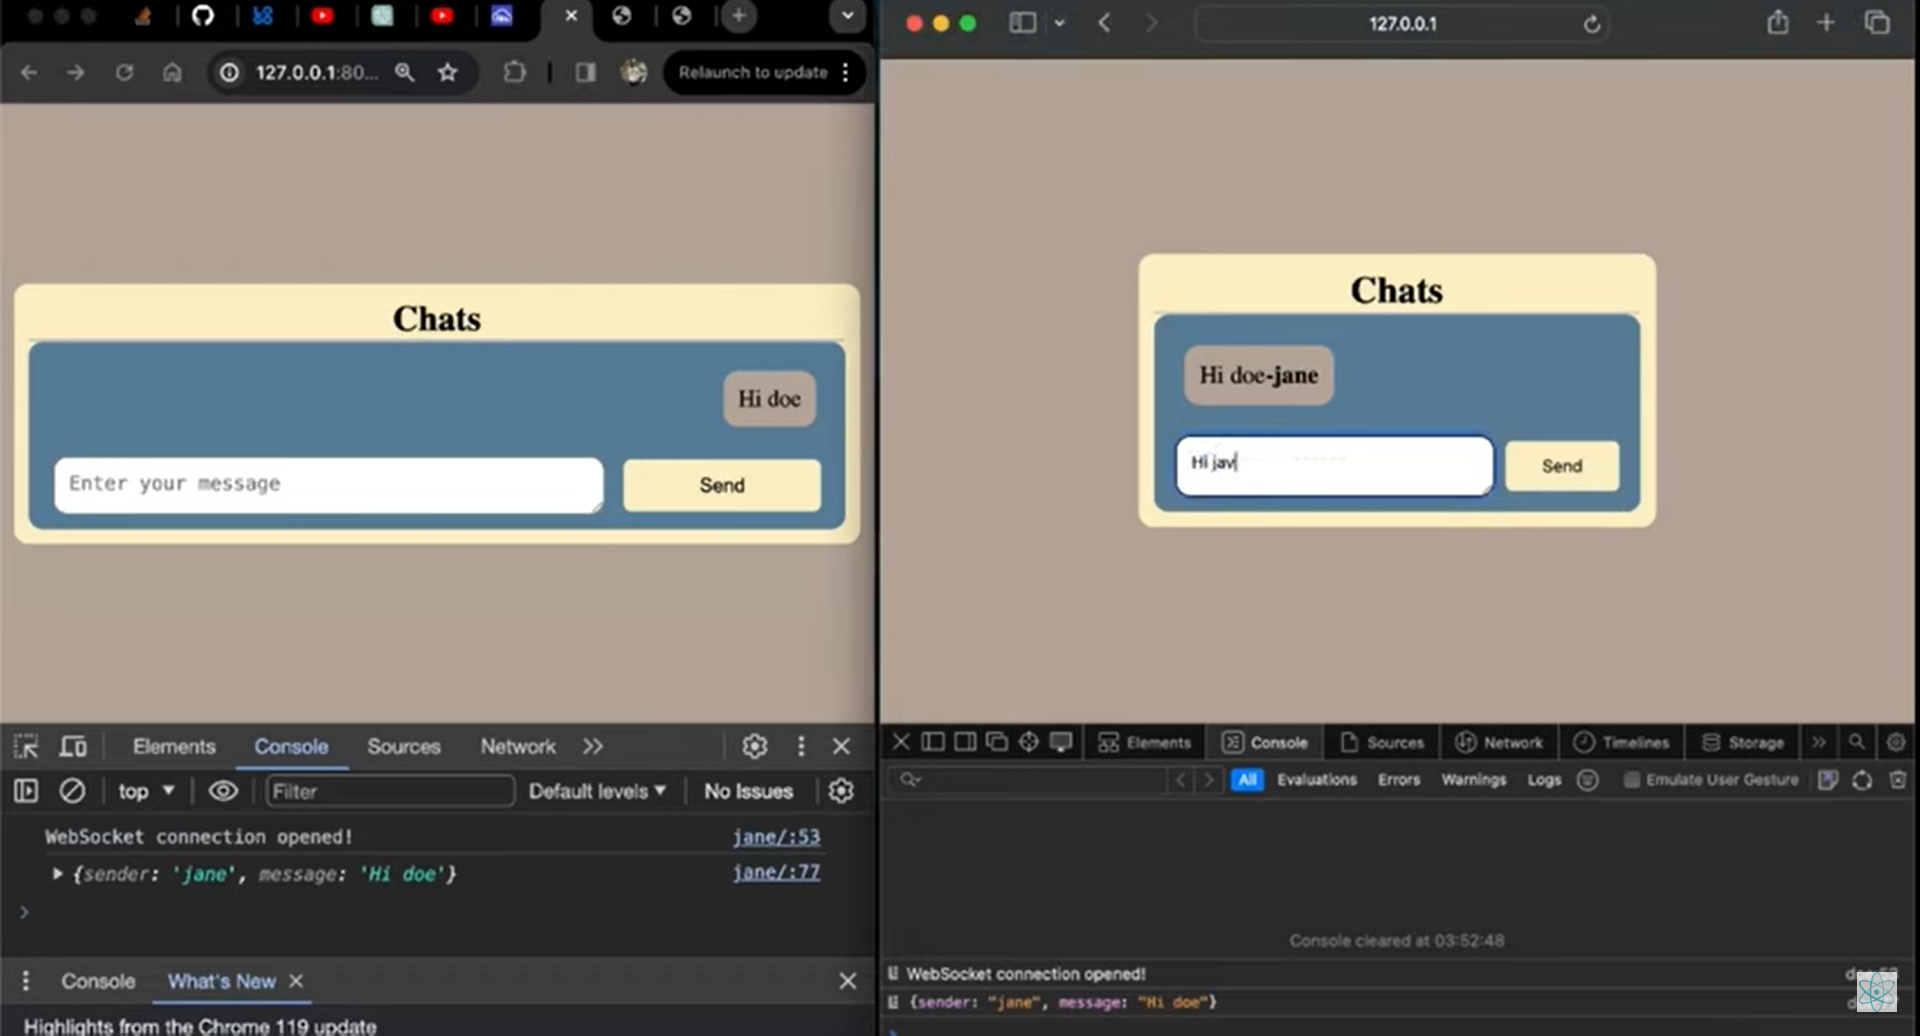 127.0.0.1:80...
Relaunch to update
Chats
Hi doe
Enter your message
Send
Elements
Console
Sources
Network
top
Filter
Default levels
No Issues
WebSocket connection opened!
jane/:53
{sender: 'jane', message: 'Hi doe'}
jane/:77
Console
What's New
Highlights from the Chrome 119 update
127.0.0.1
Chats
Hi doe-jane
Hi jav
Send
Elements
Console
Sources
Network
Timelines
Storage
All
Evaluations
Errors
Warnings
Logs
Emulate User Gesture
Console cleared at 03:52:48
WebSocket connection opened!
{sender: "jane", message: "Hi doe"}